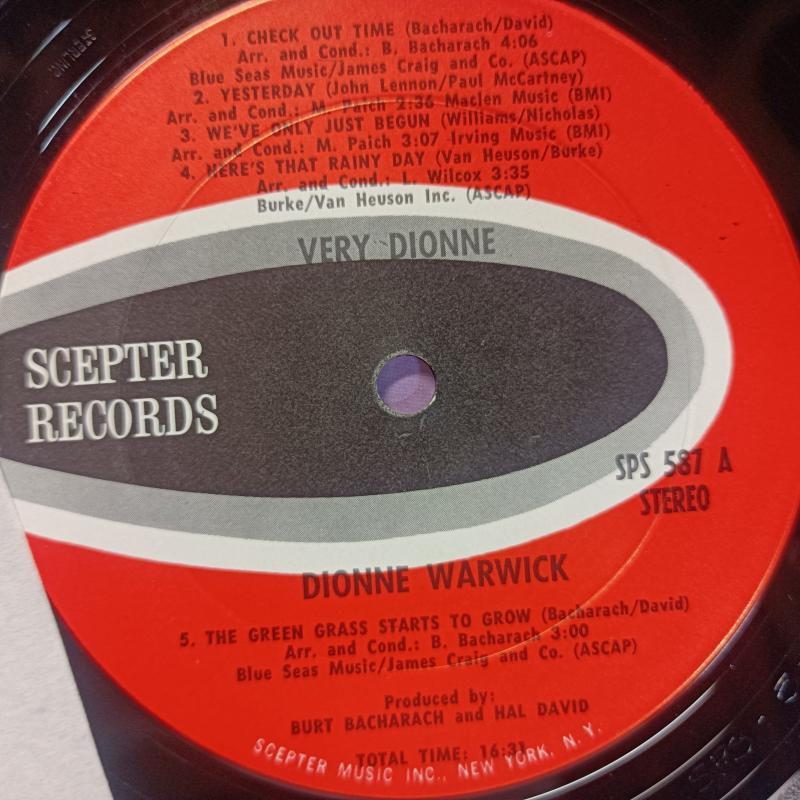 1. CHECK OUT TIME (Bacharach/David)
Arr. and Cond.: B. Bacharach 4:06
Blue Seas Music/James Craig and Co. (ASCAP)
2. YESTERDAY (John Lennon/Paul McCartney)
Arr. and Cond.: M. Paich 2:36 Maclen Music (BMI)
3. WE'VE ONLY JUST BEGUN (Williams/Nicholas)
Arr. and Cond.: M. Paich 3:07 Irving Music (BMI)
4. HERE'S THAT RAINY DAY (Van Heuson/Burke)
Arr. and Cond.: L. Wilcox 3:35
Burke/Van Heuson Inc. (ASCAP)
VERY DIONNE
SCEPTER
RECORDS
SPS 587 A
STEREO
DIONNE WARWICK
5. THE GREEN GRASS STARTS TO GROW (Bacharach/David)
Arr. and Cond.: B. Bacharach 3:00
Blue Seas Music/James Craig and Co. (ASCAP)
Produced by:
BURT BACHARACH and HAL DAVID
TOTAL TIME: 16:31
SCEPTER MUSIC INC., NEW YORK, N. Y.